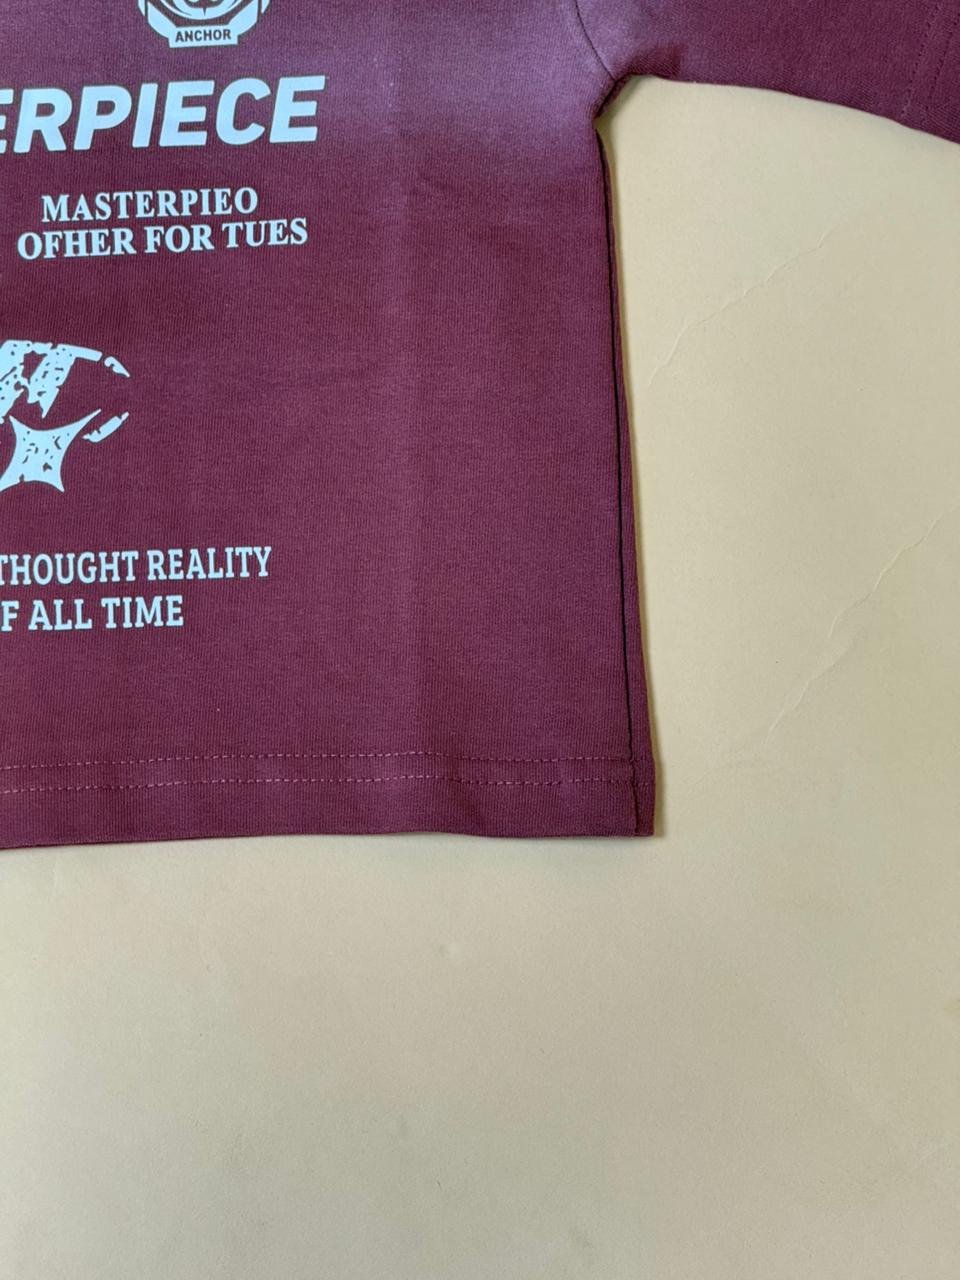 ANCHOR
ERPIECE
MASTERPIEO
OFHER FOR TUES
THOUGHT REALITY
F ALL TIME